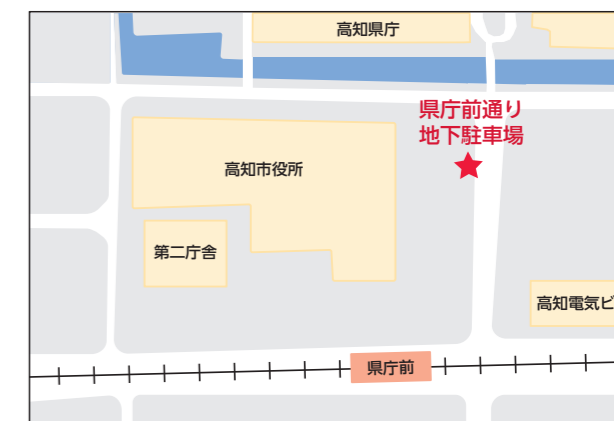 高知県庁
県庁前通り
地下駐車場
高知市役所
第二庁舎
高知電気ビ
県庁前